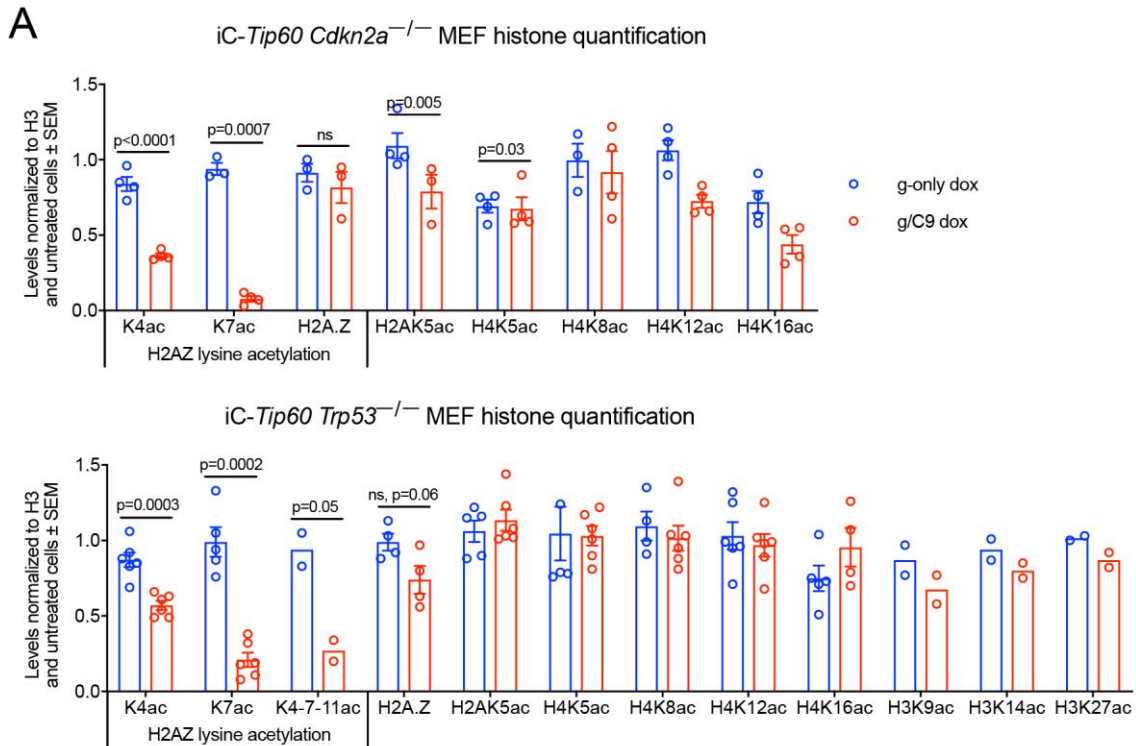 A
iC-Tip60 Cdkn2a—/— MEF histone quantification
Levels normalized to H3
and untreated cells ± SEM
1.5
1.0
0.5
0.0
p<0.0001
p=0.0007
ns
p=0.005
p=0.03
g-only dox
g/C9 dox
K4ac K7ac H2A.Z H2AK5ac H4K5ac H4K8ac H4K12ac H4K16ac
H2AZ lysine acetylation
iC-Tip60 Trp53—/— MEF histone quantification
Levels normalized to H3
and untreated cells ± SEM
1.5
1.0
0.5
0.0
p=0.0003
p=0.0002
p=0.05
ns, p=0.06
K4ac K7ac K4-7-11ac H2A.Z H2AK5ac H4K5ac H4K8ac H4K12ac H4K16ac H3K9ac H3K14ac H3K27ac
H2AZ lysine acetylation